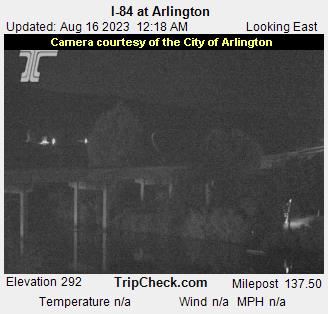 I-84 at Arlington
Updated: Aug 16 2023 12:18 AM Looking East
Camera courtesy of the City of Arlington
Elevation 292 TripCheck.com Milepost 137.50
Temperature n/a Wind n/a MPH n/a